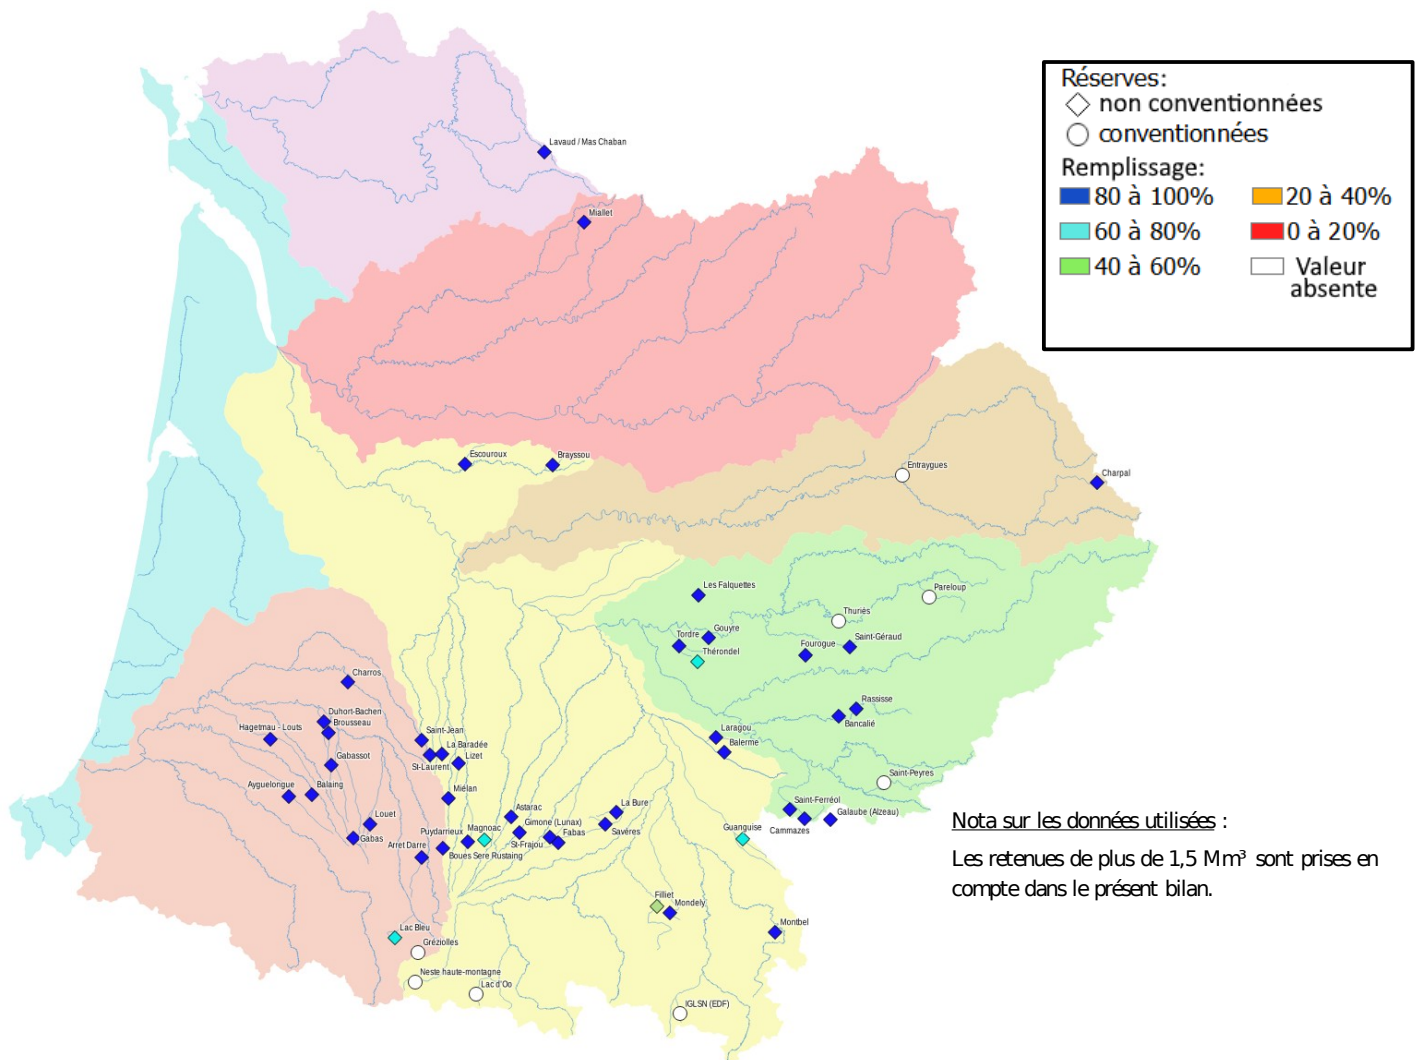 Réserves:
non conventionnées
conventionnées
Remplissage:
80 à 100%
20 à 40%
60 à 80%
0 à 20%
40 à 60%
Valeur
absente
Lavaud / Mas Chaban
Miallet
Escouroux
Brayssou
Entraygues
Charpal
Les Falquettes
Pareloup
Thuriès
Gouyre
Tordre
Saint-Géraud
Fourogue
Thérondel
Charros
Rassisse
Duhort-Bachen
Brousseau
Bancalié
Hagetmau - Louts
Saint-Jean
Laragou
La Baradée
Balerme
Lizet
St-Laurent
Gabassot
Saint-Peyres
Ayguelongue
Balaing
Miélan
Saint-Ferréol
La Bure
Astarac
Galaube (Alzeau)
Louet
Gimone (Lunax)
Cammazes
Magnoac
Puydarrieux
Guanguise
Savères
Gabas
St-Frajou
Fabas
Arret Darre
Boues Sere Rustaing
Nota sur les données utilisées :
Les retenues de plus de 1,5 Mm³ sont prises en
compte dans le présent bilan.
Filliet
Mondely
Montbel
Lac Bleu
Gréziolles
Neste haute-montagne
Lac d'Oo
IGLSN (EDF)